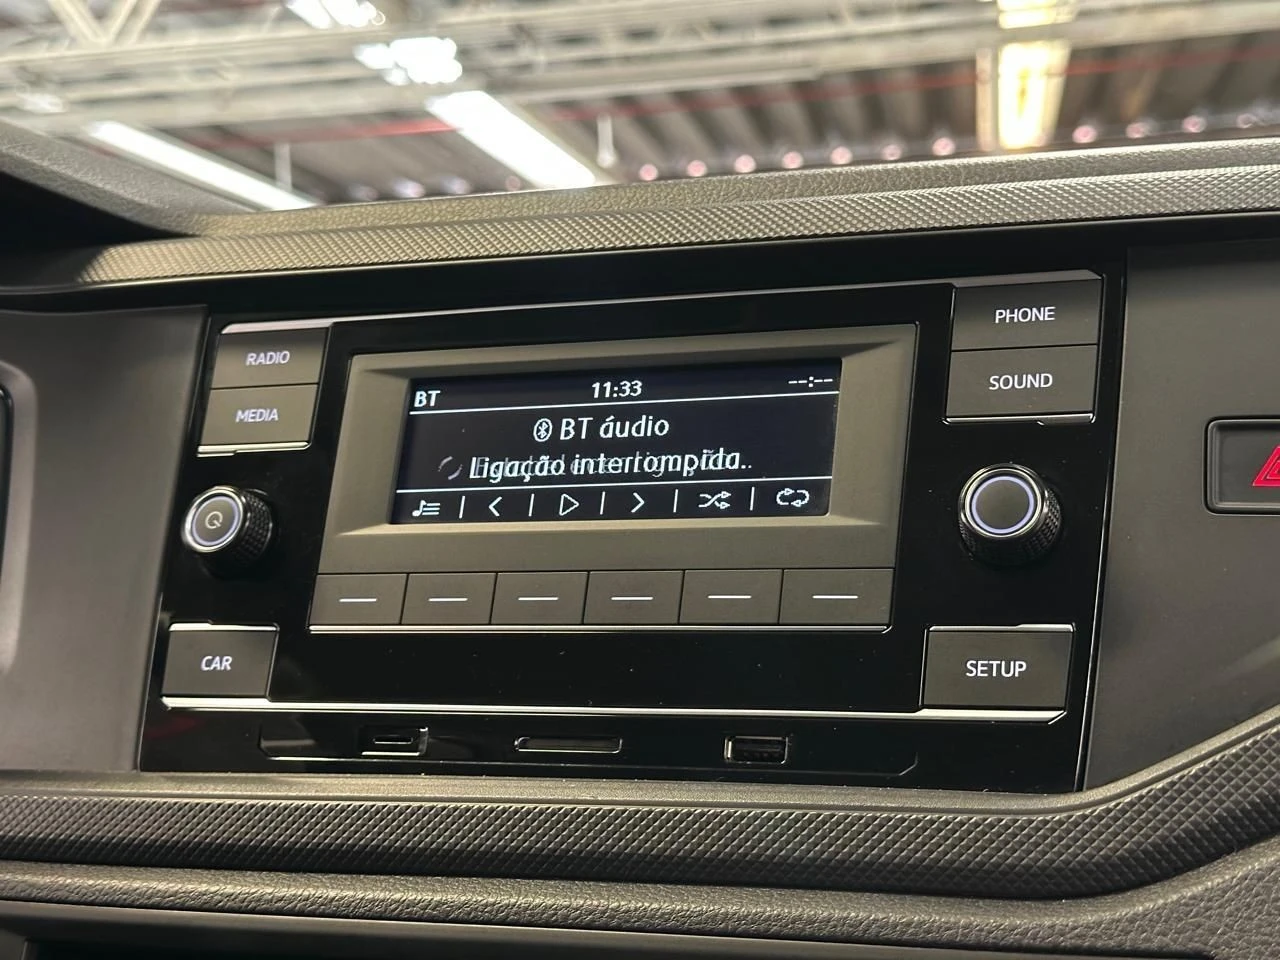 RADIO
MEDIA
BT 11:33 --:--
BT áudio
Ligação interrompida..
PHONE
SOUND
CAR
SETUP